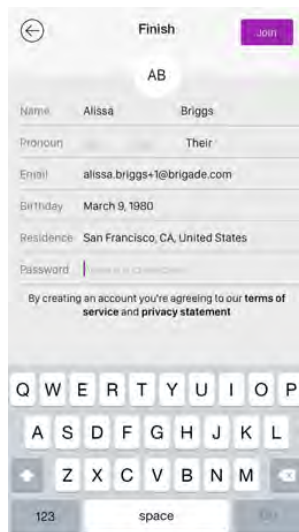 Finish Join
AB
Name Alissa Briggs
Pronoun Their
Email alissa.briggs+1@brigade.com
Birthday March 9, 1980
Residence San Francisco, CA, United States
Password
By creating an account you're agreeing to our terms of
service and privacy statement
Q W E R T Y U I O P
A S D F G H J K L
Z X C V B N M
123 space